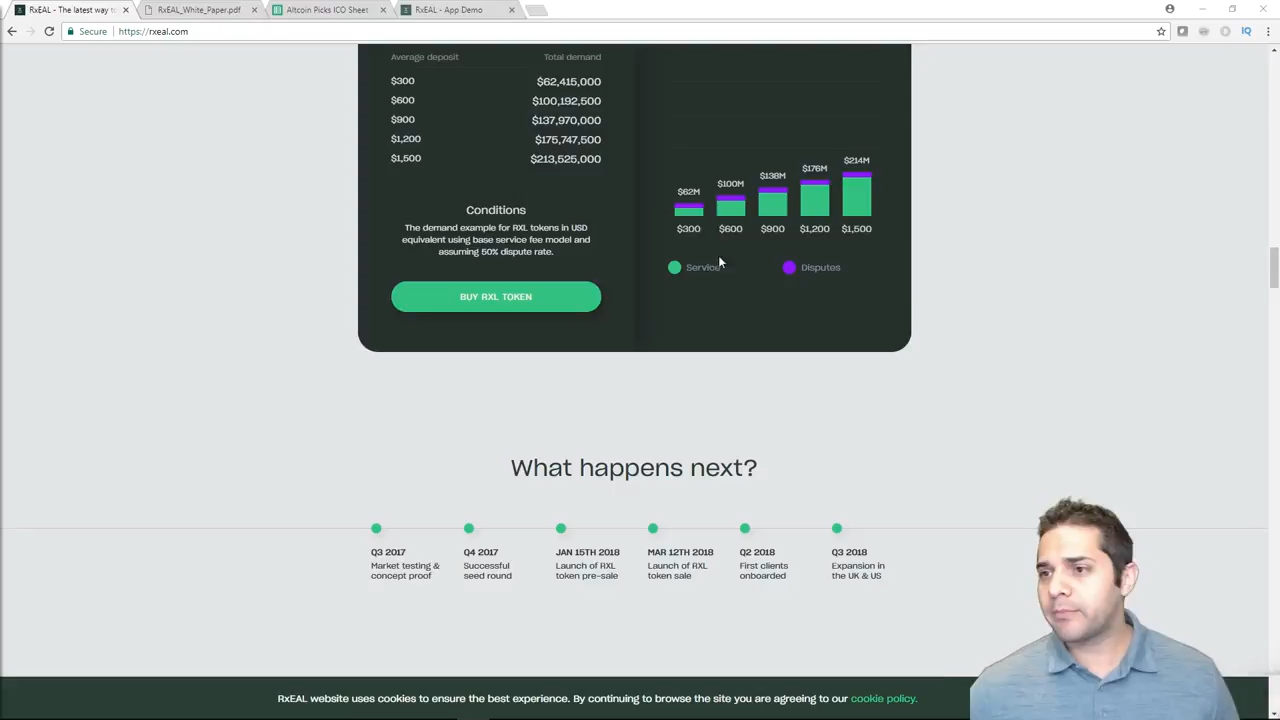 RxEAL - The latest way to
RxEAL_White_Paper.pdf
Altcoin Picks ICO Sheet
RxEAL - App Demo
Secure
https://rxeal.com
IQ
Average deposit
Total demand
$300
$62,415,000
$600
$100,192,500
$900
$137,970,000
$1,200
$175,747,500
$1,500
$213,525,000
Conditions
The demand example for RXL tokens in USD
equivalent using base service fee model and
assuming 50% dispute rate.
BUY RXL TOKEN
$62M
$100M
$138M
$176M
$214M
$300
$600
$900
$1,200
$1,500
Service
Disputes
What happens next?
Q3 2017
Market testing &
concept proof
Q4 2017
Successful
seed round
JAN 15TH 2018
Launch of RXL
token pre-sale
MAR 12TH 2018
Launch of RXL
token sale
Q2 2018
First clients
onboarded
Q3 2018
Expansion in
the UK & US
RxEAL website uses cookies to ensure the best experience. By continuing to browse the site you are agreeing to our cookie policy.